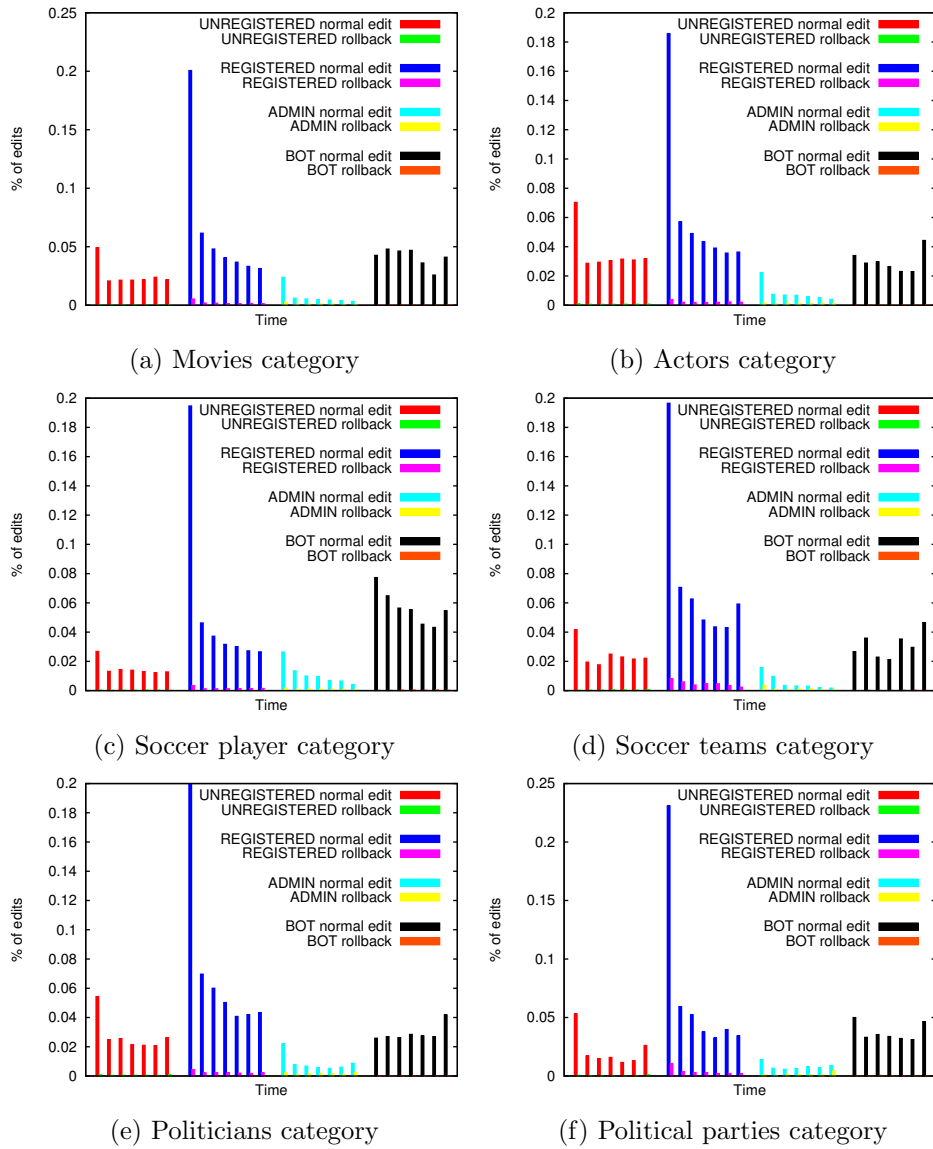 0.25
0.2
0.15
0.1
0.05
0
% of edits
Time
UNREGISTERED normal edit
UNREGISTERED rollback
REGISTERED normal edit
REGISTERED rollback
ADMIN normal edit
ADMIN rollback
BOT normal edit
BOT rollback
(a) Movies category
0.2
0.18
0.16
0.14
0.12
0.1
0.08
0.06
0.04
0.02
0
% of edits
Time
UNREGISTERED normal edit
UNREGISTERED rollback
REGISTERED normal edit
REGISTERED rollback
ADMIN normal edit
ADMIN rollback
BOT normal edit
BOT rollback
(b) Actors category
0.2
0.18
0.16
0.14
0.12
0.1
0.08
0.06
0.04
0.02
0
% of edits
Time
UNREGISTERED normal edit
UNREGISTERED rollback
REGISTERED normal edit
REGISTERED rollback
ADMIN normal edit
ADMIN rollback
BOT normal edit
BOT rollback
(c) Soccer player category
0.2
0.18
0.16
0.14
0.12
0.1
0.08
0.06
0.04
0.02
0
% of edits
Time
UNREGISTERED normal edit
UNREGISTERED rollback
REGISTERED normal edit
REGISTERED rollback
ADMIN normal edit
ADMIN rollback
BOT normal edit
BOT rollback
(d) Soccer teams category
0.2
0.18
0.16
0.14
0.12
0.1
0.08
0.06
0.04
0.02
0
% of edits
Time
UNREGISTERED normal edit
UNREGISTERED rollback
REGISTERED normal edit
REGISTERED rollback
ADMIN normal edit
ADMIN rollback
BOT normal edit
BOT rollback
(e) Politicians category
0.25
0.2
0.15
0.1
0.05
0
% of edits
Time
UNREGISTERED normal edit
UNREGISTERED rollback
REGISTERED normal edit
REGISTERED rollback
ADMIN normal edit
ADMIN rollback
BOT normal edit
BOT rollback
(f) Political parties category